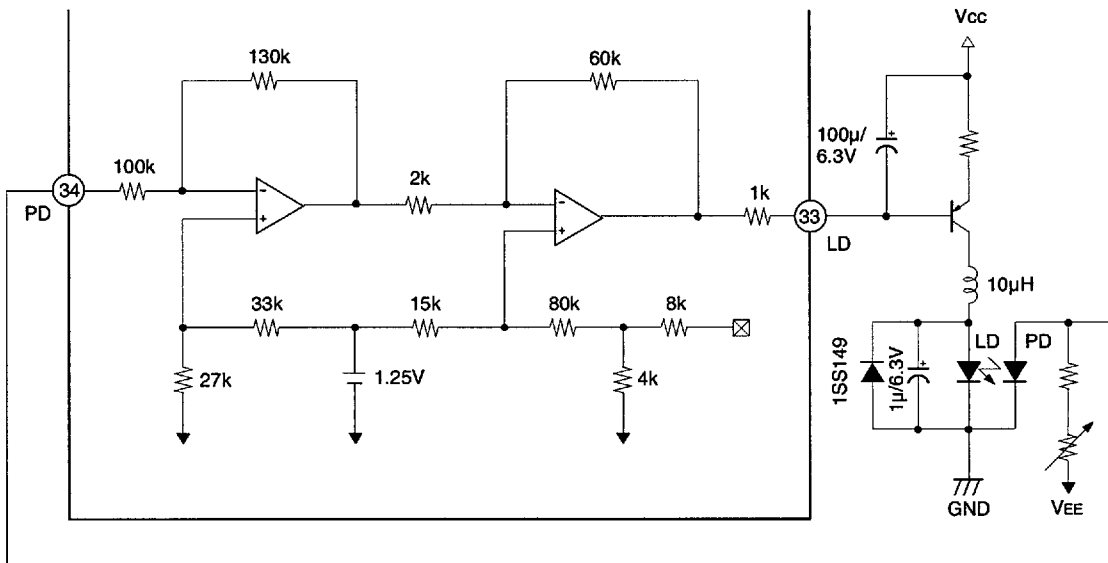 Vcc
130k
60k
100µ/
6.3V
100k
34
PD
2k
1k
33
LD
10µH
33k
15k
80k
8k
27k
1.25V
4k
1SS149
1µ/6.3V
LD
PD
GND
VEE